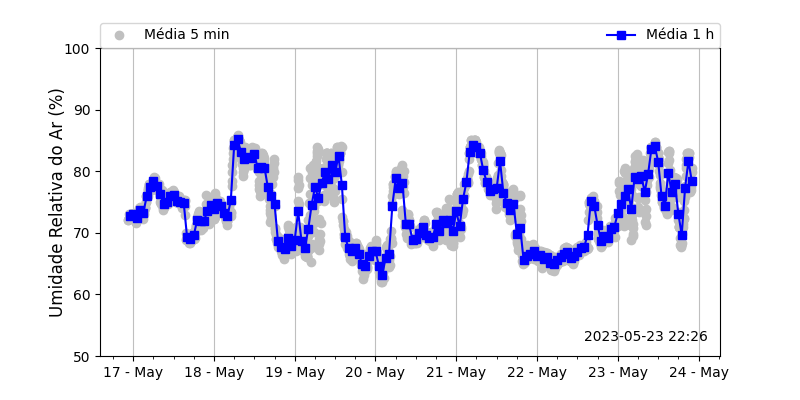 Média 5 min
Média 1 h
Umidade Relativa do Ar (%)
100
90
80
70
60
50
2023-05-23 22:26
17 - May
18 - May
19 - May
20 - May
21 - May
22 - May
23 - May
24 - May